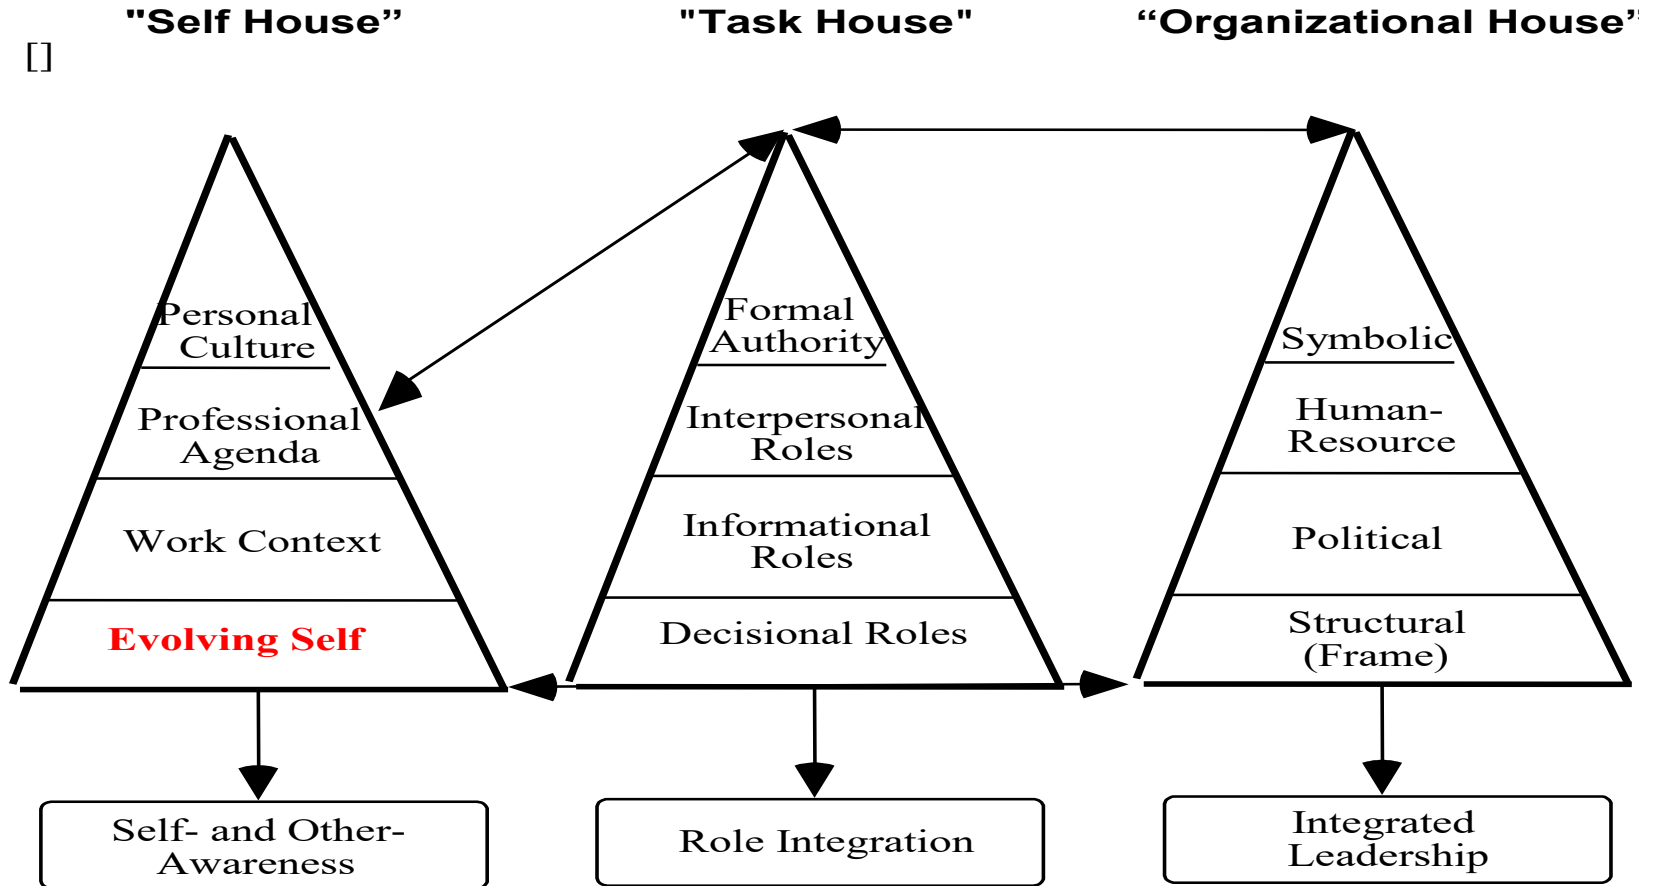 "Self House”
"Task House"
“Organizational House”
[]
Personal
Culture
Professional
Agenda
Work Context
Evolving Self
Formal
Authority
Interpersonal
Roles
Informational
Roles
Decisional Roles
Symbolic
Human-
Resource
Political
Structural
(Frame)
Self- and Other-
Awareness
Role Integration
Integrated
Leadership